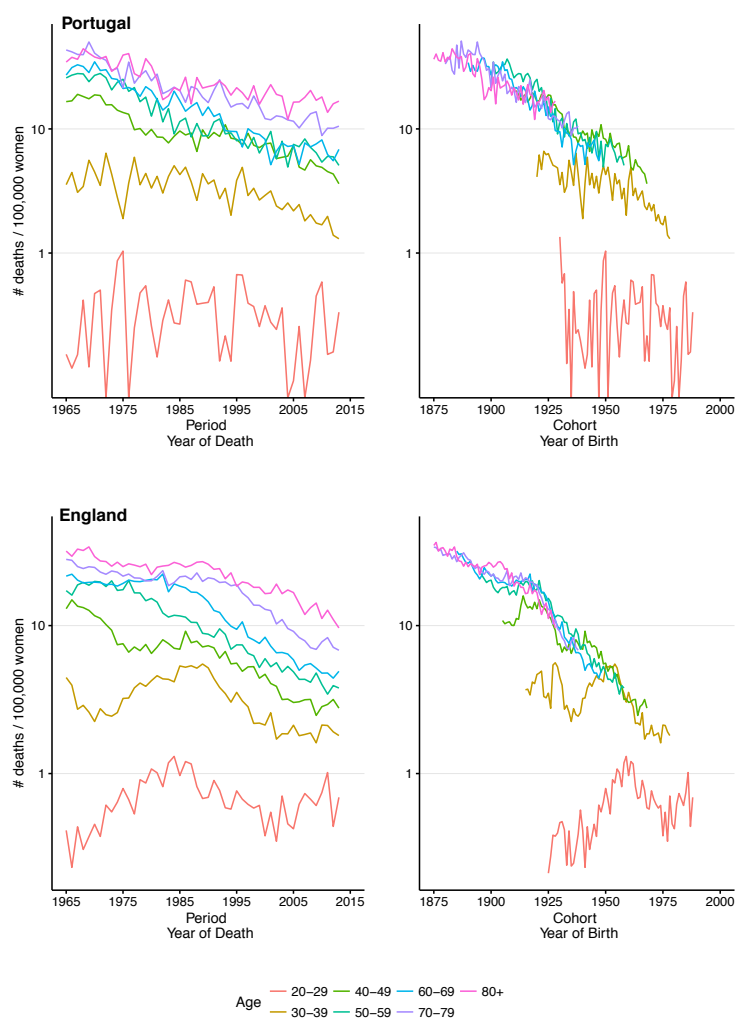 Portugal
# deaths / 100,000 women
10
1
1965 1975 1985 1995 2005 2015
Period
Year of Death
10
1
1875 1900 1925 1950 1975 2000
Cohort
Year of Birth
England
# deaths / 100,000 women
10
1
1965 1975 1985 1995 2005 2015
Period
Year of Death
10
1
1875 1900 1925 1950 1975 2000
Cohort
Year of Birth
Age
20–29 40–49 60–69 80+
30–39 50–59 70–79